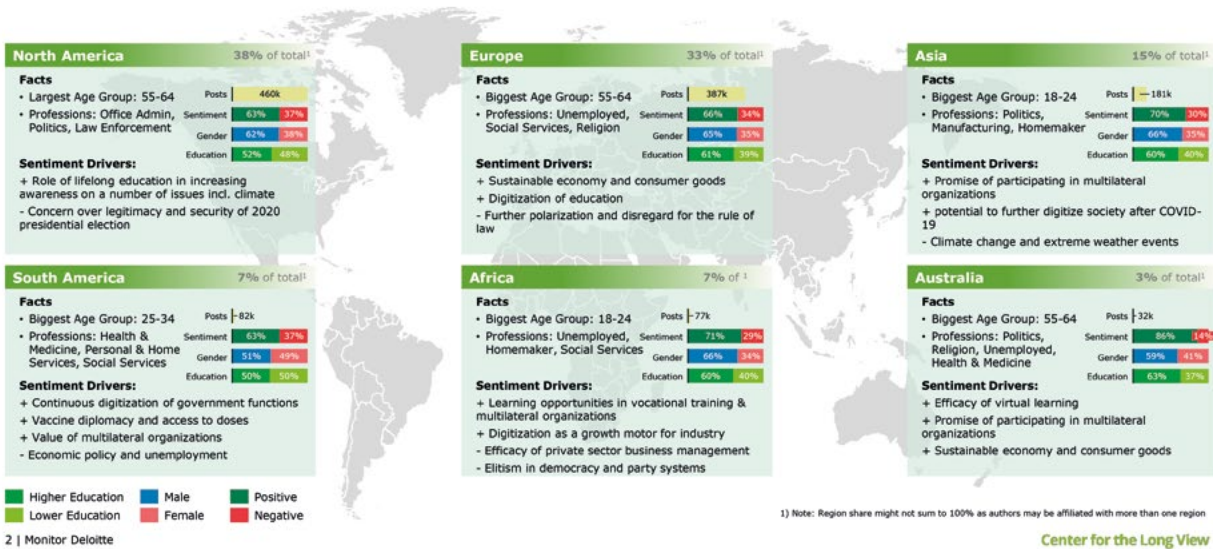 North America 38% of total¹
Facts
• Largest Age Group: 55-64
• Professions: Office Admin,
Politics, Law Enforcement
Posts 460k
Sentiment 63% 37%
Gender 62% 38%
Education 52% 48%
Sentiment Drivers:
+ Role of lifelong education in increasing
awareness on a number of issues incl. climate
- Concern over legitimacy and security of 2020
presidential election
Europe 33% of total¹
Facts
• Biggest Age Group: 55-64
• Professions: Unemployed,
Social Services, Religion
Posts 387k
Sentiment 66% 34%
Gender 65% 35%
Education 61% 39%
Sentiment Drivers:
+ Sustainable economy and consumer goods
+ Digitization of education
- Further polarization and disregard for the rule of
law
Asia 15% of total¹
Facts
• Biggest Age Group: 18-24
• Professions: Politics,
Manufacturing, Homemaker
Posts 181k
Sentiment 70% 30%
Gender 66% 35%
Education 60% 40%
Sentiment Drivers:
+ Promise of participating in multilateral
organizations
+ potential to further digitize society after COVID-
19
- Climate change and extreme weather events
South America 7% of total¹
Facts
• Biggest Age Group: 25-34
• Professions: Health &
Medicine, Personal & Home
Services, Social Services
Posts 82k
Sentiment 63% 37%
Gender 51% 49%
Education 50% 50%
Sentiment Drivers:
+ Continuous digitization of government functions
+ Vaccine diplomacy and access to doses
+ Value of multilateral organizations
- Economic policy and unemployment
Africa 7% of ¹
Facts
• Biggest Age Group: 18-24
• Professions: Unemployed,
Homemaker, Social Services
Posts 77k
Sentiment 71% 29%
Gender 66% 34%
Education 60% 40%
Sentiment Drivers:
+ Learning opportunities in vocational training &
multilateral organizations
+ Digitization as a growth motor for industry
- Efficacy of private sector business management
- Elitism in democracy and party systems
Australia 3% of total¹
Facts
• Biggest Age Group: 55-64
• Professions: Politics,
Religion, Unemployed,
Health & Medicine
Posts 32k
Sentiment 86% 14%
Gender 59% 41%
Education 63% 37%
Sentiment Drivers:
+ Efficacy of virtual learning
+ Promise of participating in multilateral
organizations
+ Sustainable economy and consumer goods
Higher Education Male Positive
Lower Education Female Negative
1) Note: Region share might not sum to 100% as authors may be affiliated with more than one region
2 | Monitor Deloitte
Center for the Long View